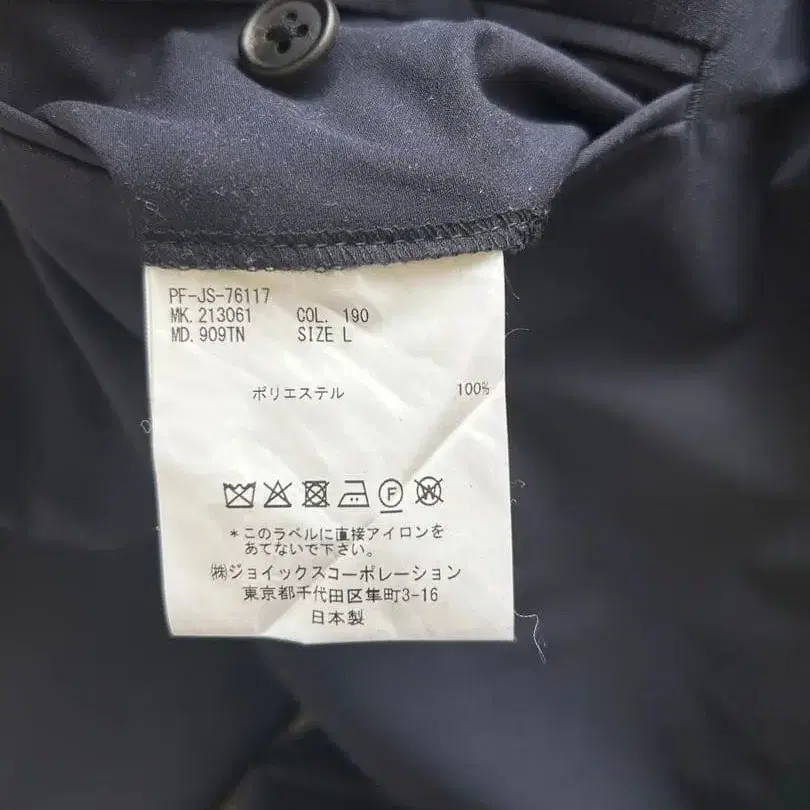 PF-JS-76117
MK. 213061 COL. 190
MD. 909TN SIZE L
ポリエステル 100%
F W
*このラベルに直接アイロンを
あてないで下さい。
㈱ジョイックスコーポレーション
東京都千代田区隼町3-16
日本製